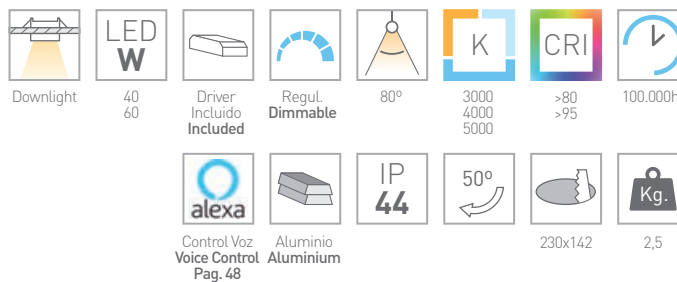 LED
W
K
CRI
Downlight
40
60
Driver
Incluido
Included
Regul.
Dimmable
80º
3000
4000
5000
>80
>95
100.000h
alexa
IP
44
50º
Kg.
Control Voz
Voice Control
Pag. 48
Aluminio
Aluminium
230x142
2,5